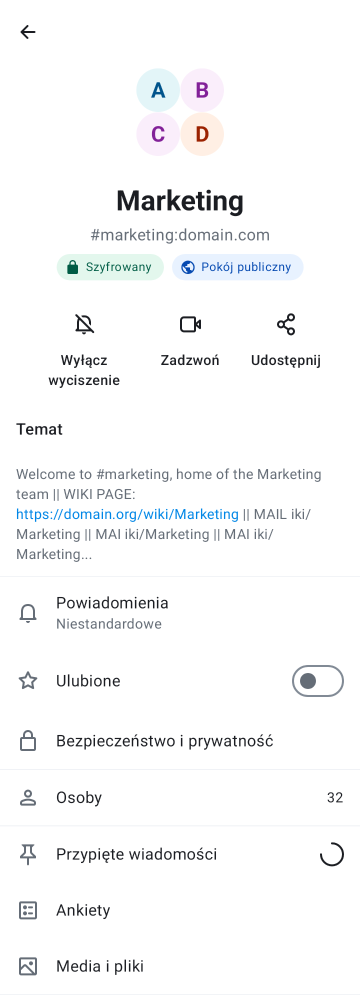 A B
C D
Marketing
#marketing:domain.com
Szyfrowany Pokój publiczny
Wyłącz Zadzwoń Udostępnij
wyciszenie
Temat
Welcome to #marketing, home of the Marketing
team || WIKI PAGE:
https://domain.org/wiki/Marketing || MAIL iki/
Marketing || MAI iki/Marketing || MAI iki/
Marketing...
Powiadomienia
Niestandardowe
Ulubione
Bezpieczeństwo i prywatność
Osoby 32
Przypięte wiadomości
Ankiety
Media i pliki